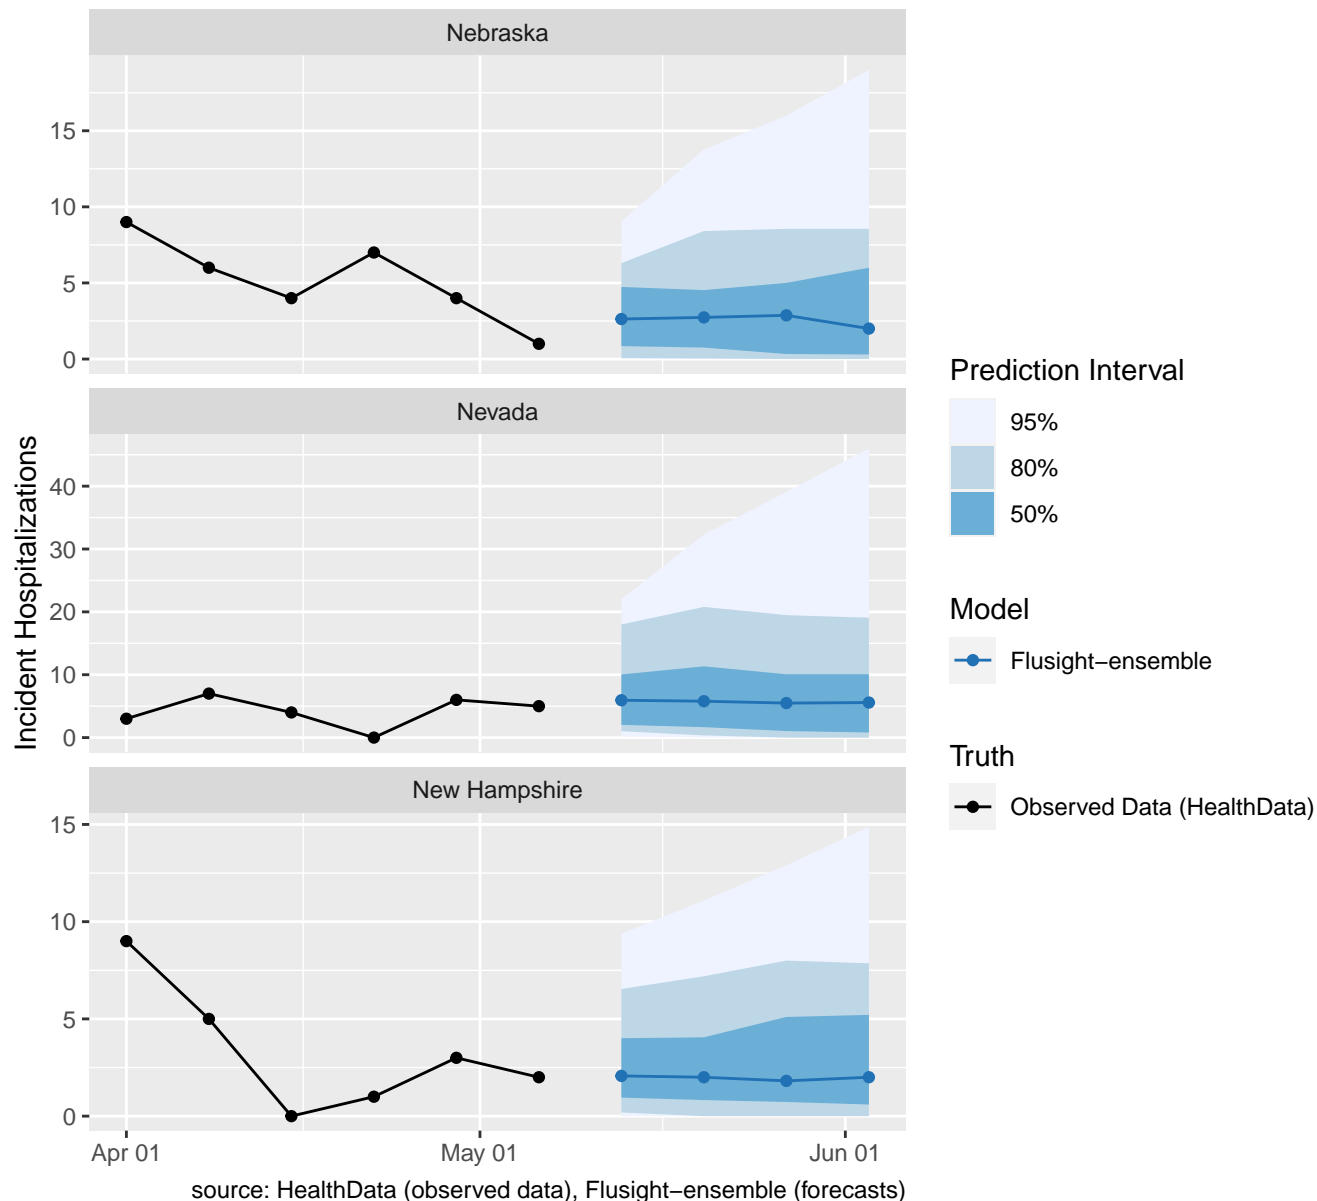 Nebraska
15
10
5
0
Nevada
40
30
20
10
0
New Hampshire
15
10
5
0
Apr 01
May 01
Jun 01
Incident Hospitalizations
source: HealthData (observed data), Flusight−ensemble (forecasts)
Prediction Interval
95%
80%
50%
Model
Flusight−ensemble
Truth
Observed Data (HealthData)